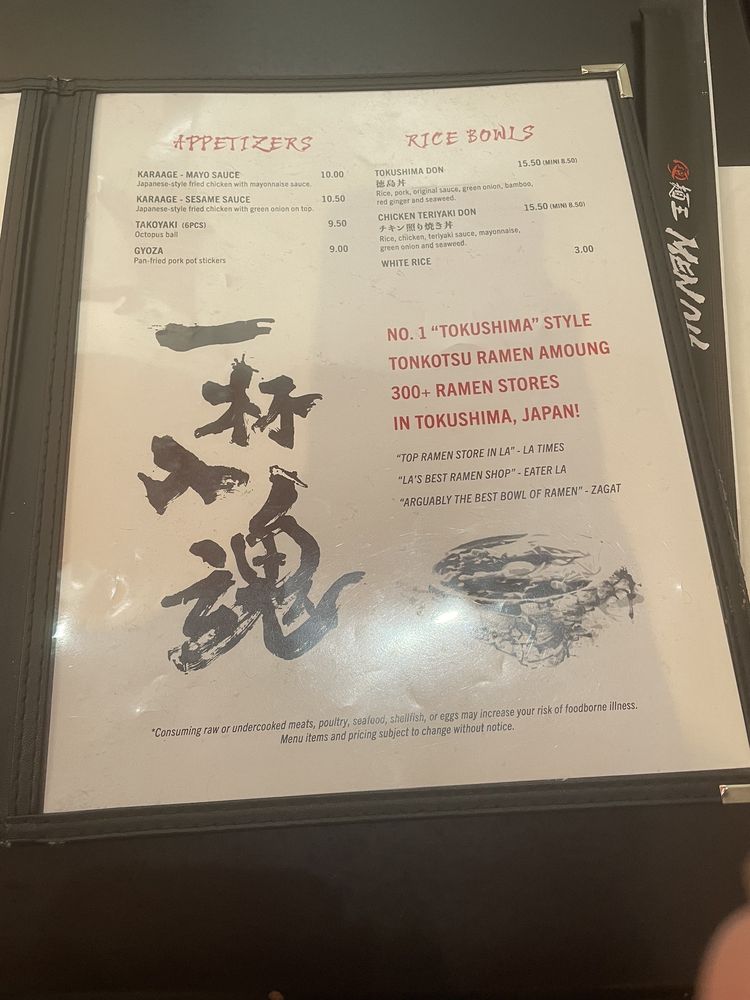 APPETIZERS
KARAAGE - MAYO SAUCE 10.00
Japanese-style fried chicken with mayonnaise sauce.
KARAAGE - SESAME SAUCE 10.50
Japanese-style fried chicken with green onion on top.
TAKOYAKI (6PCS) 9.50
Octopus ball
GYOZA 9.00
Pan-fried pork pot stickers
RICE BOWLS
TOKUSHIMA DON 15.50 (MINI 8.50)
徳島丼
Rice, pork, original sauce, green onion, bamboo,
red ginger and seaweed.
CHICKEN TERIYAKI DON 15.50 (MINI 8.50)
チキン照り焼き丼
Rice, chicken, teriyaki sauce, mayonnaise,
green onion and seaweed.
WHITE RICE 3.00
一杯入魂
NO. 1 “TOKUSHIMA” STYLE
TONKOTSU RAMEN AMOUNG
300+ RAMEN STORES
IN TOKUSHIMA, JAPAN!
“TOP RAMEN STORE IN LA” - LA TIMES
“LA'S BEST RAMEN SHOP” - EATER LA
“ARGUABLY THE BEST BOWL OF RAMEN” - ZAGAT
*Consuming raw or undercooked meats, poultry, seafood, shellfish, or eggs may increase your risk of foodborne illness.
Menu items and pricing subject to change without notice.
麺王 MEN OH